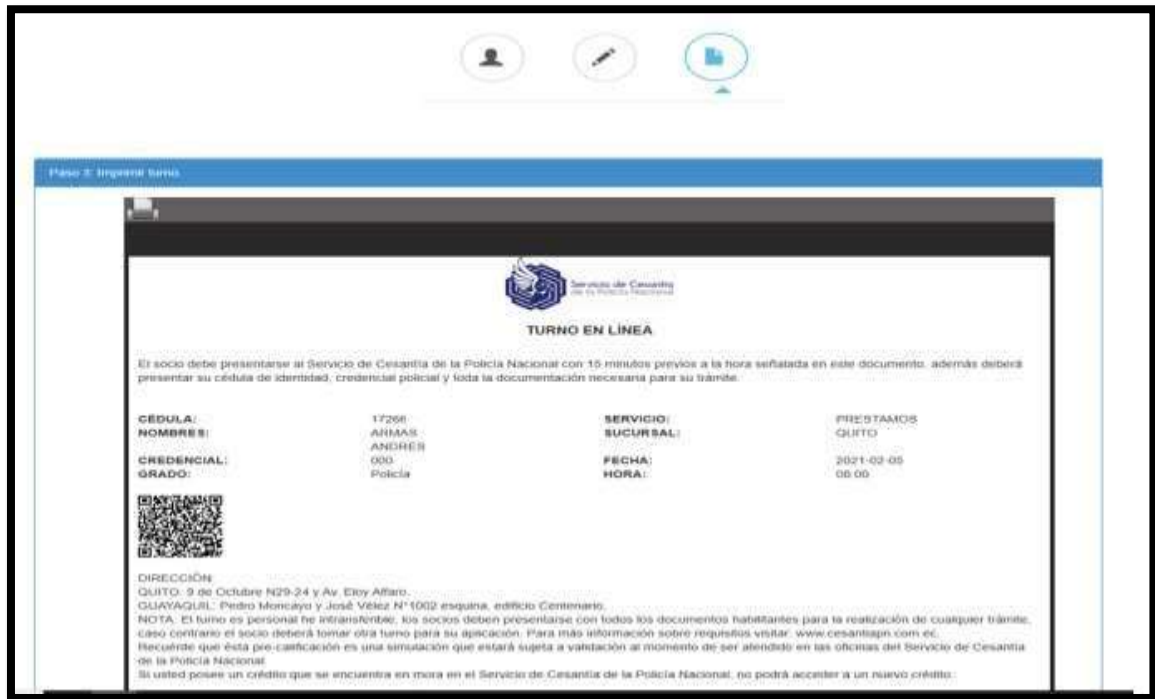 Paso 3: Imprimir turno
Servicio de Cesantía
de la Policía Nacional
TURNO EN LÍNEA
El socio debe presentarse al Servicio de Cesantía de la Policía Nacional con 15 minutos previos a la hora señalada en este documento, además deberá
presentar su cédula de identidad, credencial policial y toda la documentación necesaria para su trámite.
CÉDULA: 17266 SERVICIO: PRESTAMOS
NOMBRES: ARMAS SUCURSAL: QUITO
ANDRES
CREDENCIAL: 000 FECHA: 2021-02-05
GRADO: Policía HORA: 08:00
DIRECCIÓN
QUITO: 9 de Octubre N29-24 y Av. Eloy Alfaro.
GUAYAQUIL: Pedro Moncayo y José Vélez N°1002 esquina, edificio Centenario.
NOTA: El turno es personal he intransferible, los socios deben presentarse con todos los documentos habilitantes para la realización de cualquier trámite,
caso contrario el socio deberá tomar otra turno para su aplicación. Para más información sobre requisitos visitar: www.cesantiapn.com.ec.
Recuerde que ésta pre-calificación es una simulación que estará sujeta a validación al momento de ser atendido en las oficinas del Servicio de Cesantía
de la Policía Nacional
Si usted posee un crédito que se encuentra en mora en el Servicio de Cesantía de la Policía Nacional, no podrá acceder a un nuevo crédito.